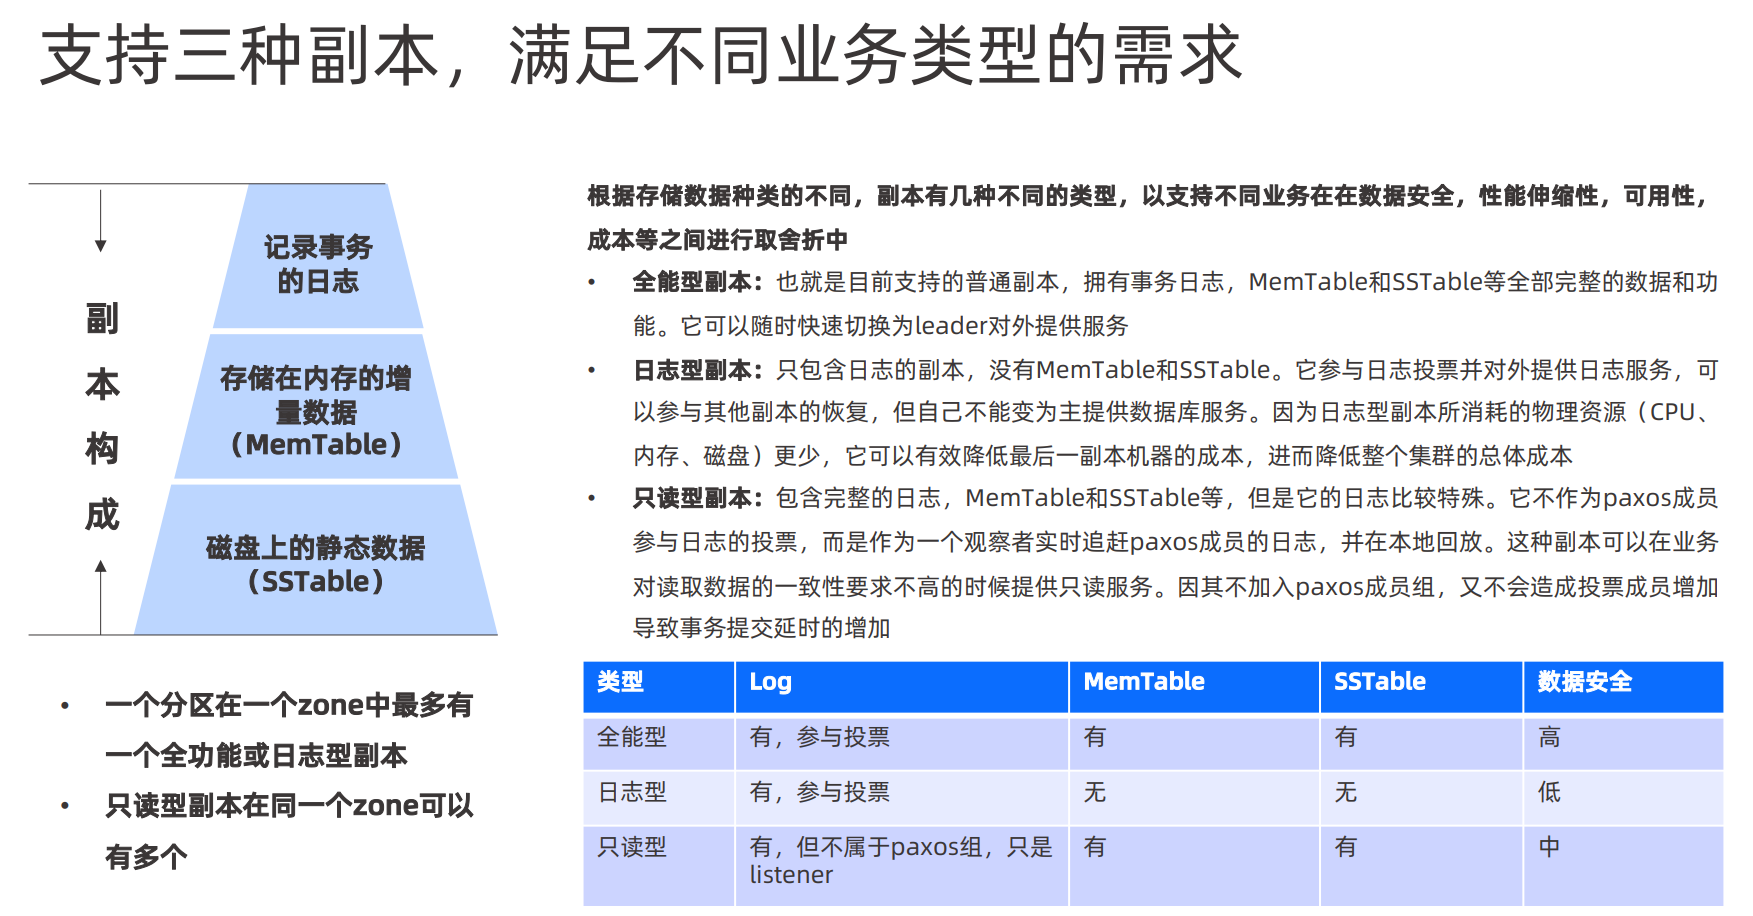 支持三种副本，满足不同业务类型的需求
副
本
构
成
记录事务
的日志
存储在内存的增
量数据
（MemTable）
磁盘上的静态数据
（SSTable）
• 一个分区在一个zone中最多有
一个全功能或日志型副本
• 只读型副本在同一个zone可以
有多个
根据存储数据种类的不同，副本有几种不同的类型，以支持不同业务在在数据安全，性能伸缩性，可用性，
成本等之间进行取舍折中
• 全能型副本：也就是目前支持的普通副本，拥有事务日志，MemTable和SSTable等全部完整的数据和功
能。它可以随时快速切换为leader对外提供服务
• 日志型副本：只包含日志的副本，没有MemTable和SSTable。它参与日志投票并对外提供日志服务，可
以参与其他副本的恢复，但自己不能变为主提供数据库服务。因为日志型副本所消耗的物理资源（CPU、
内存、磁盘）更少，它可以有效降低最后一副本机器的成本，进而降低整个集群的总体成本
• 只读型副本：包含完整的日志，MemTable和SSTable等，但是它的日志比较特殊。它不作为paxos成员
参与日志的投票，而是作为一个观察者实时追赶paxos成员的日志，并在本地回放。这种副本可以在业务
对读取数据的一致性要求不高的时候提供只读服务。因其不加入paxos成员组，又不会造成投票成员增加
导致事务提交延时的增加
类型 Log MemTable SSTable 数据安全
全能型 有，参与投票 有 有 高
日志型 有，参与投票 无 无 低
只读型 有，但不属于paxos组，只是 有 有 中
listener